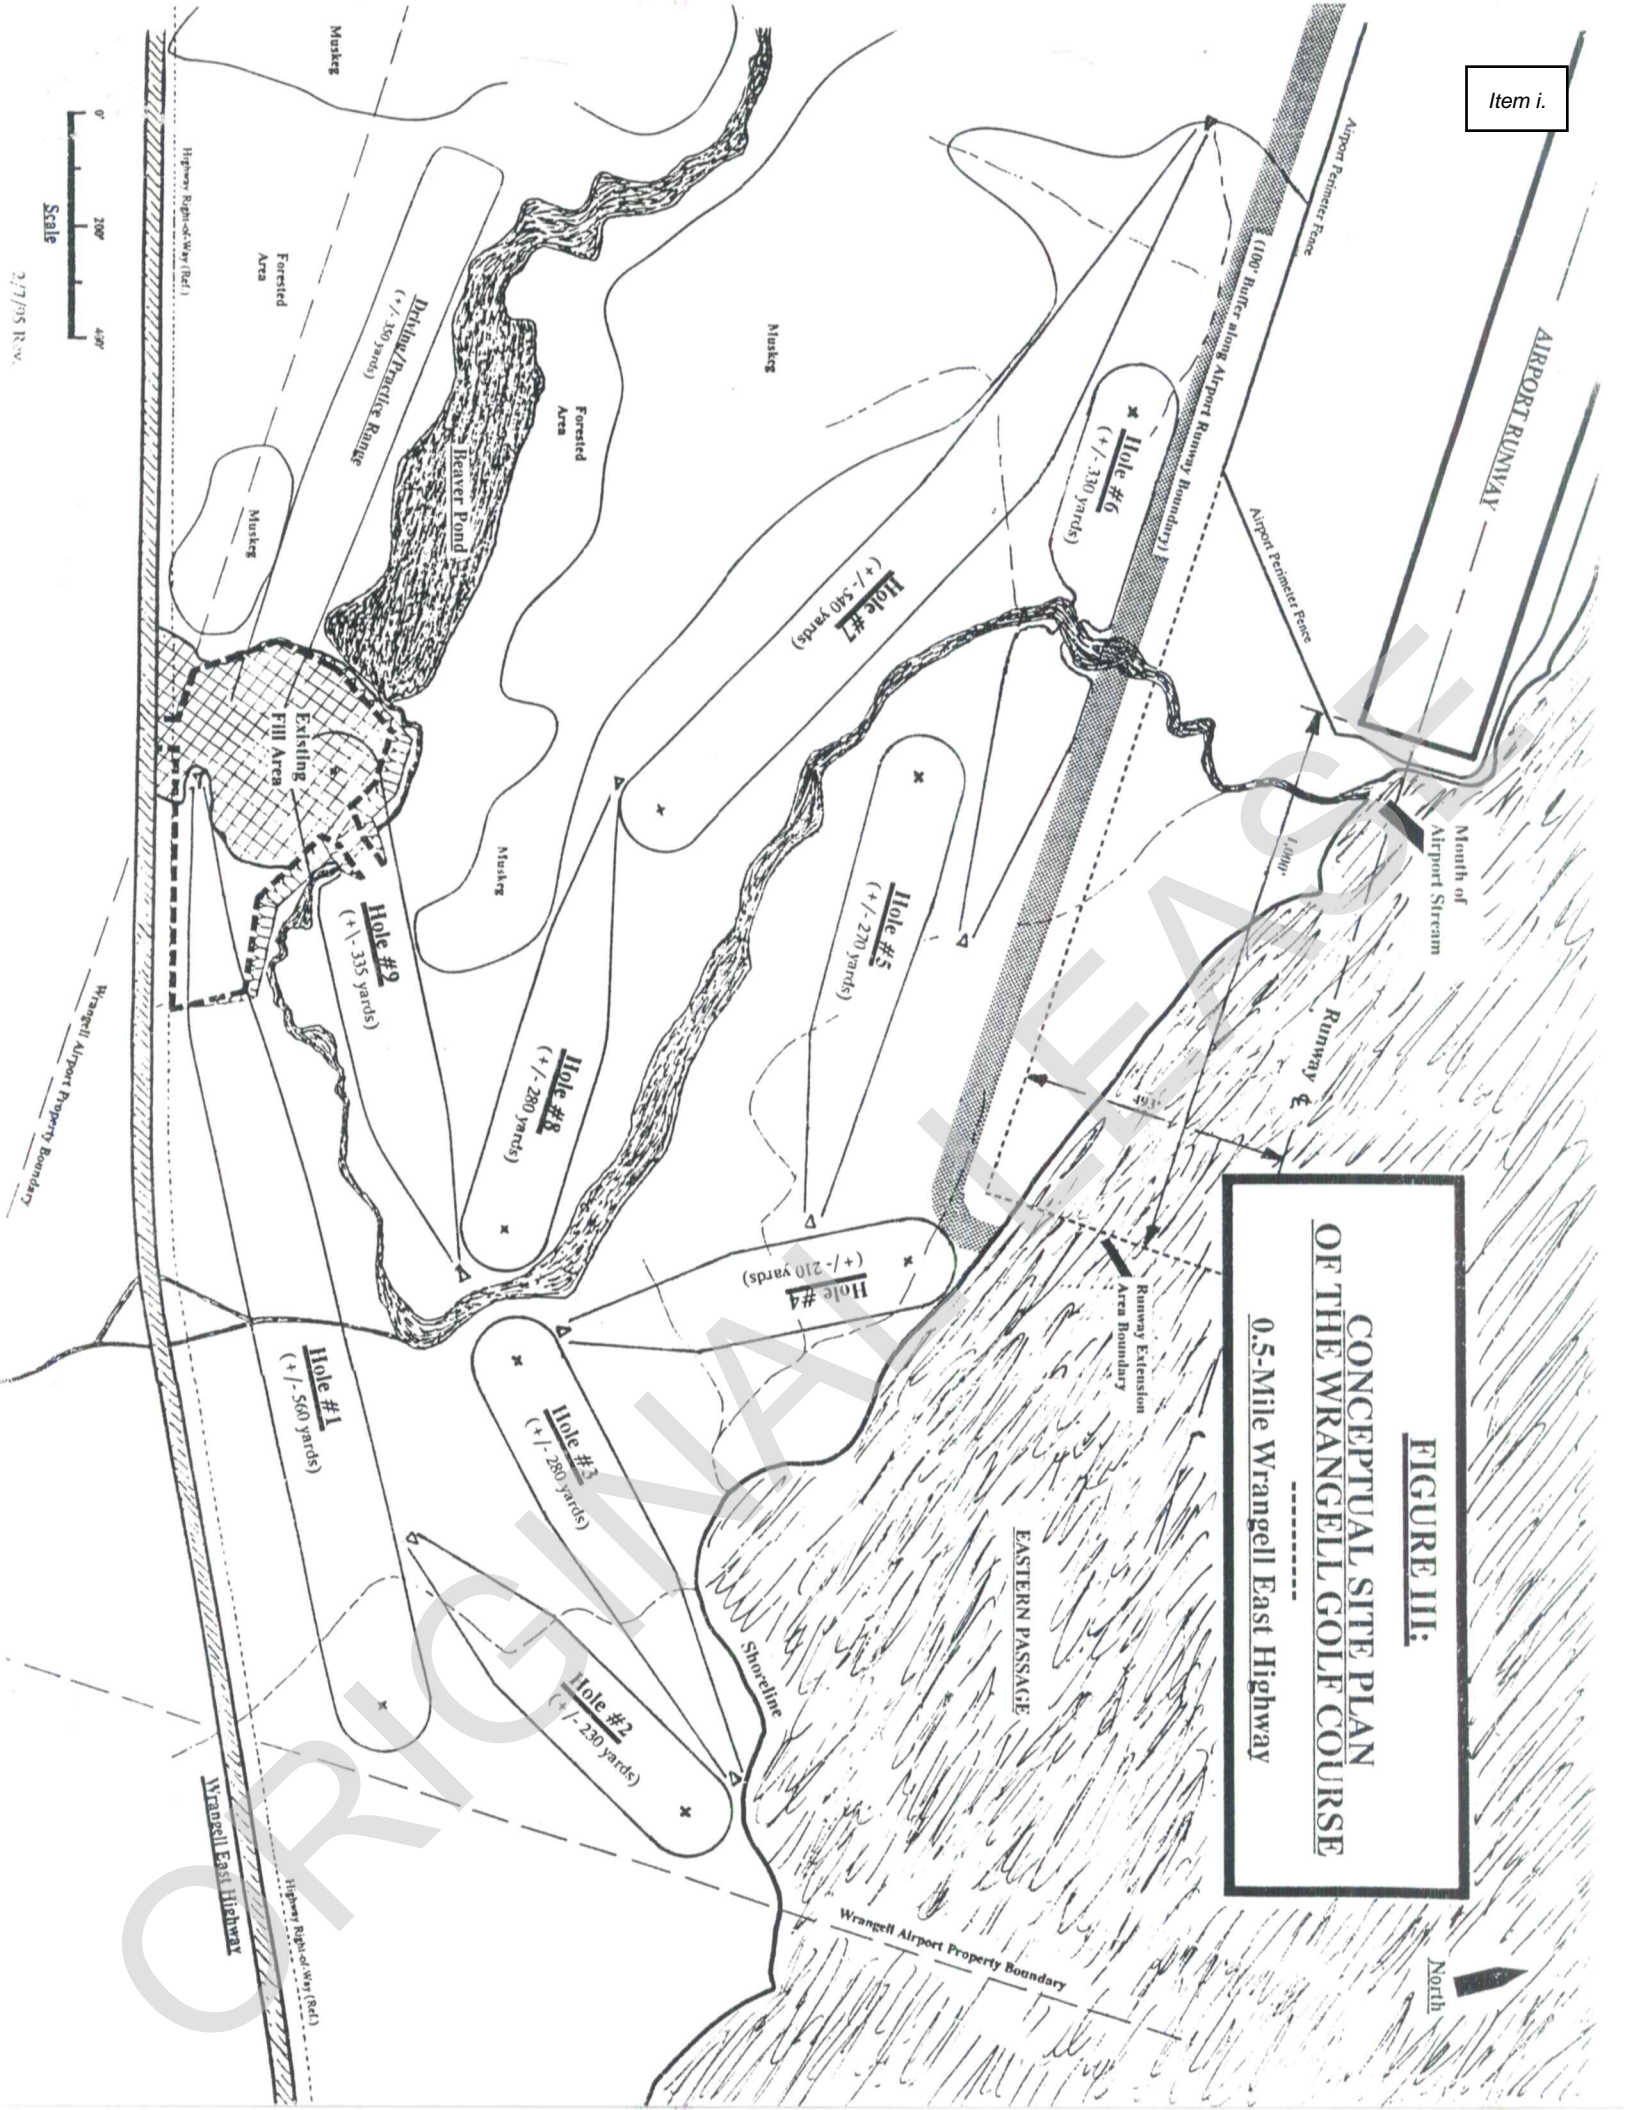 Item i.
FIGURE III:
CONCEPTUAL SITE PLAN
OF THE WRANGELL GOLF COURSE
0.5-Mile Wrangell East Highway
North
AIRPORT RUNWAY
Airport Perimeter Fence
Airport Perimeter Fence
(100' Buffer along Airport Runway Boundary)
Month of
Airport Stream
1,000'
Runway ⅊
493'
Runway Extension
Area Boundary
EASTERN PASSAGE
Shoreline
Wrangell Airport Property Boundary
Hole #6
(+/- 330 yards)
Hole #7
(+/- 540 yards)
Hole #5
(+/- 270 yards)
Hole #4
(+/- 210 yards)
Hole #8
(+/- 280 yards)
Hole #9
(+\- 335 yards)
Hole #3
(+/- 280 yards)
Hole #2
(+/- 230 yards)
Hole #1
(+/- 560 yards)
Muskeg
Muskeg
Muskeg
Muskeg
Forested
Area
Forested
Area
Beaver Pond
Driving/Practice Range
(+/- 350 yards)
Existing
Fill Area
Highway Right-of-Way (Ref.)
Wrangell Airport Property Boundary
Wrangell East Highway
Highway Right-of-Way (Ref.)
0' 200' 400'
Scale
2/7/95 Rev.
ORIGINAL LEASE